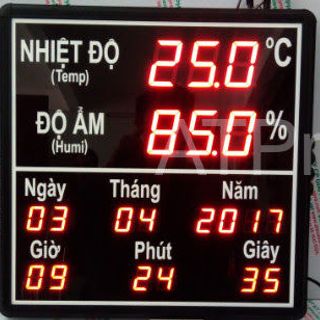 NHIỆT ĐỘ 25.0 °C
(Temp)
ĐỘ ẨM 85.0 %
(Humi)
Ngày Tháng Năm
03 04 2017
Giờ Phút Giây
09 24 35